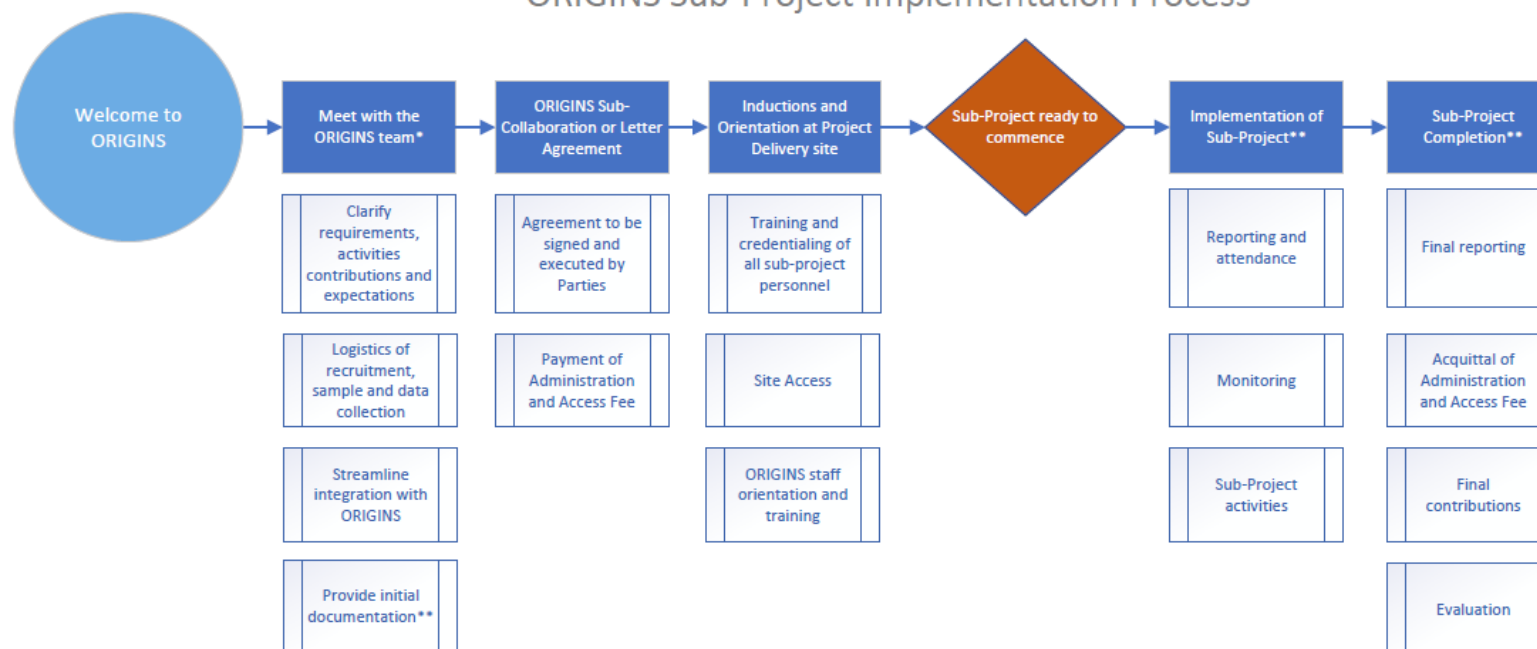 ORIGINS Sub-Project Implementation Process
Welcome to
ORIGINS
Meet with the
ORIGINS team*
ORIGINS Sub-
Collaboration or Letter
Agreement
Inductions and
Orientation at Project
Delivery site
Sub-Project ready to
commence
Implementation of
Sub-Project**
Sub-Project
Completion**
Clarify
requirements,
activities
contributions and
expectations
Logistics of
recruitment,
sample and data
collection
Streamline
integration with
ORIGINS
Provide initial
documentation**
Agreement to be
signed and
executed by
Parties
Payment of
Administration
and Access Fee
Training and
credentialing of
all sub-project
personnel
Site Access
ORIGINS staff
orientation and
training
Reporting and
attendance
Monitoring
Sub-Project
activities
Final reporting
Acquittal of
Administration
and Access Fee
Final
contributions
Evaluation